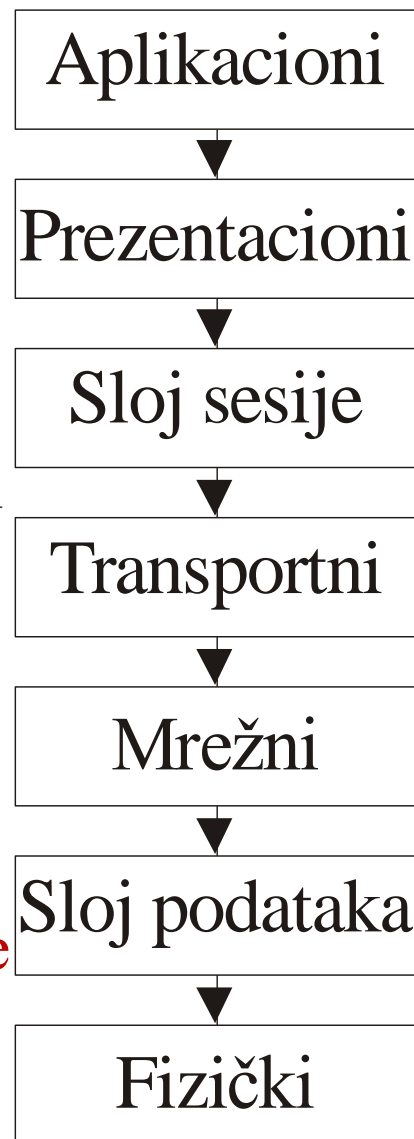 Aplikacioni
Prezentacioni
Sloj sesije
Transportni
Mrežni
Sloj podataka
e
Fizički